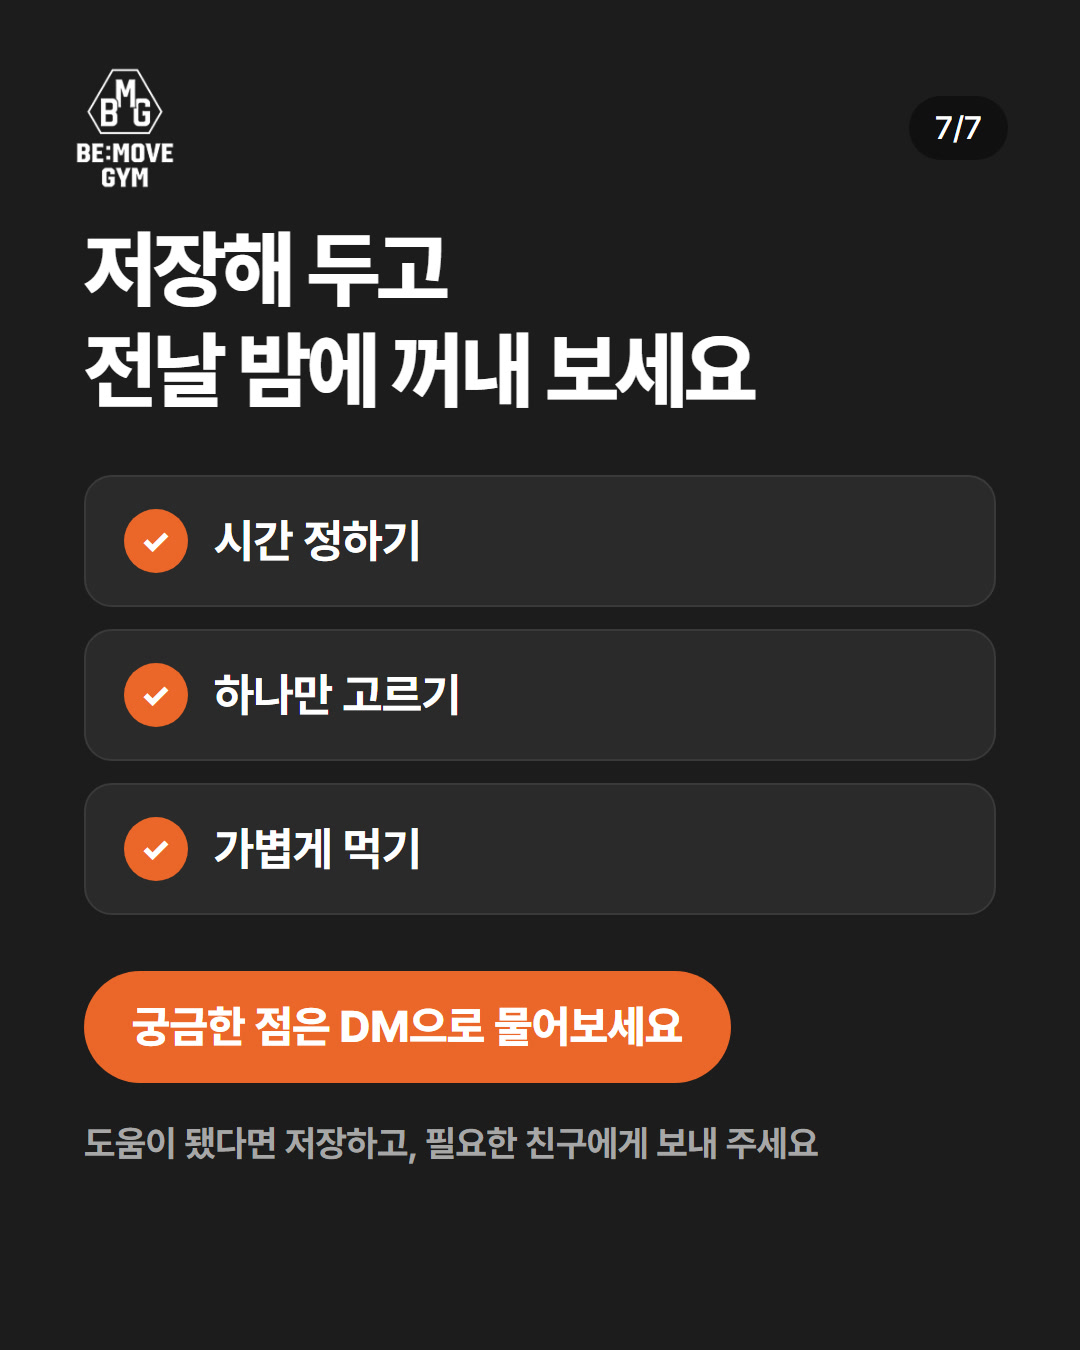 BMG
BE:MOVE
GYM
7/7
저장해 두고
전날 밤에 꺼내 보세요
시간 정하기
하나만 고르기
가볍게 먹기
궁금한 점은 DM으로 물어보세요
도움이 됐다면 저장하고, 필요한 친구에게 보내 주세요